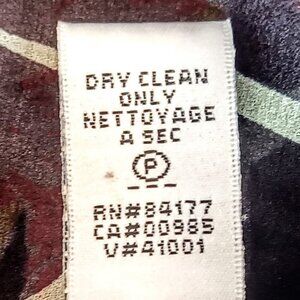 DRY CLEAN
ONLY
NETTOYAGE
A SEC
P
RN#84177
CA#00985
V#41001